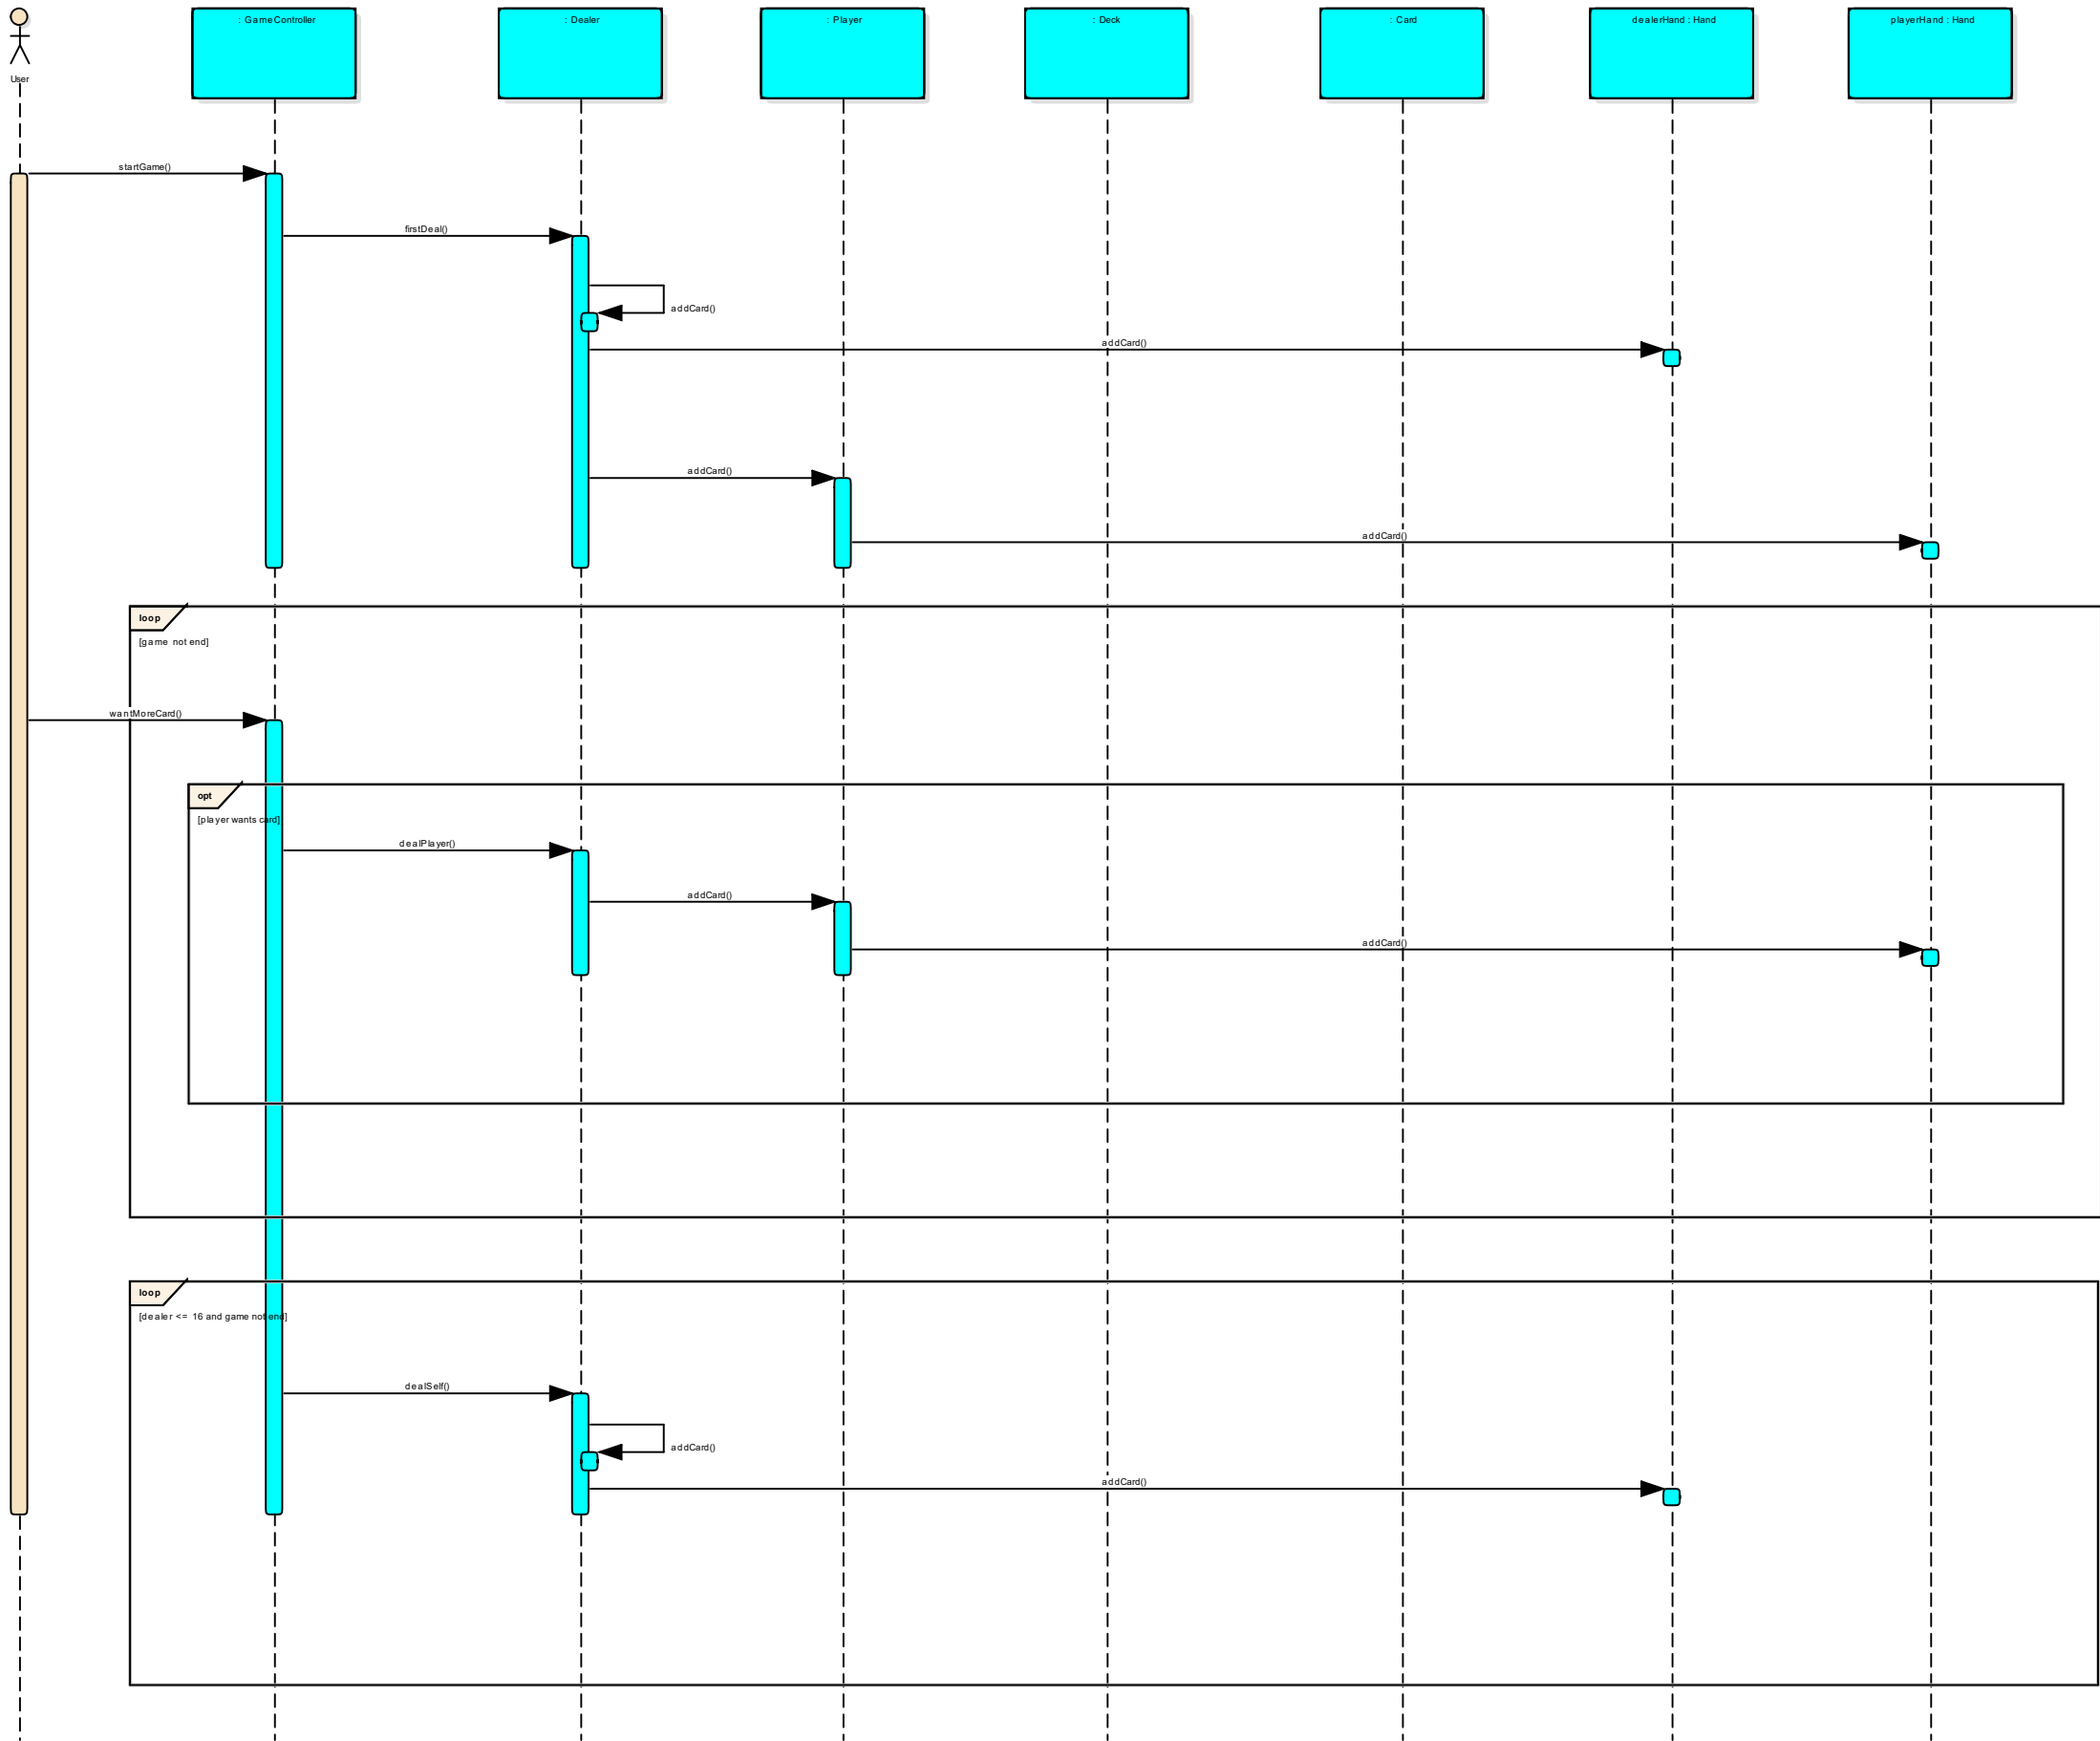 User
: GameController
: Dealer
: Player
: Deck
: Card
dealerHand : Hand
playerHand : Hand
startGame()
firstDeal()
addCard()
addCard()
addCard()
addCard()
loop
[game not end]
wantMoreCard()
opt
[player wants card]
dealPlayer()
addCard()
addCard()
loop
[dealer <= 16 and game not end]
dealSelf()
addCard()
addCard()